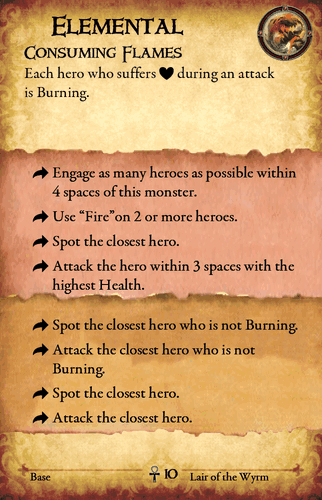 Elemental
Consuming Flames
Each hero who suffers ♥ during an attack
is Burning.
Engage as many heroes as possible within
4 spaces of this monster.
Use “Fire”on 2 or more heroes.
Spot the closest hero.
Attack the hero within 3 spaces with the
highest Health.
Spot the closest hero who is not Burning.
Attack the closest hero who is not
Burning.
Spot the closest hero.
Attack the closest hero.
Base 10 Lair of the Wyrm